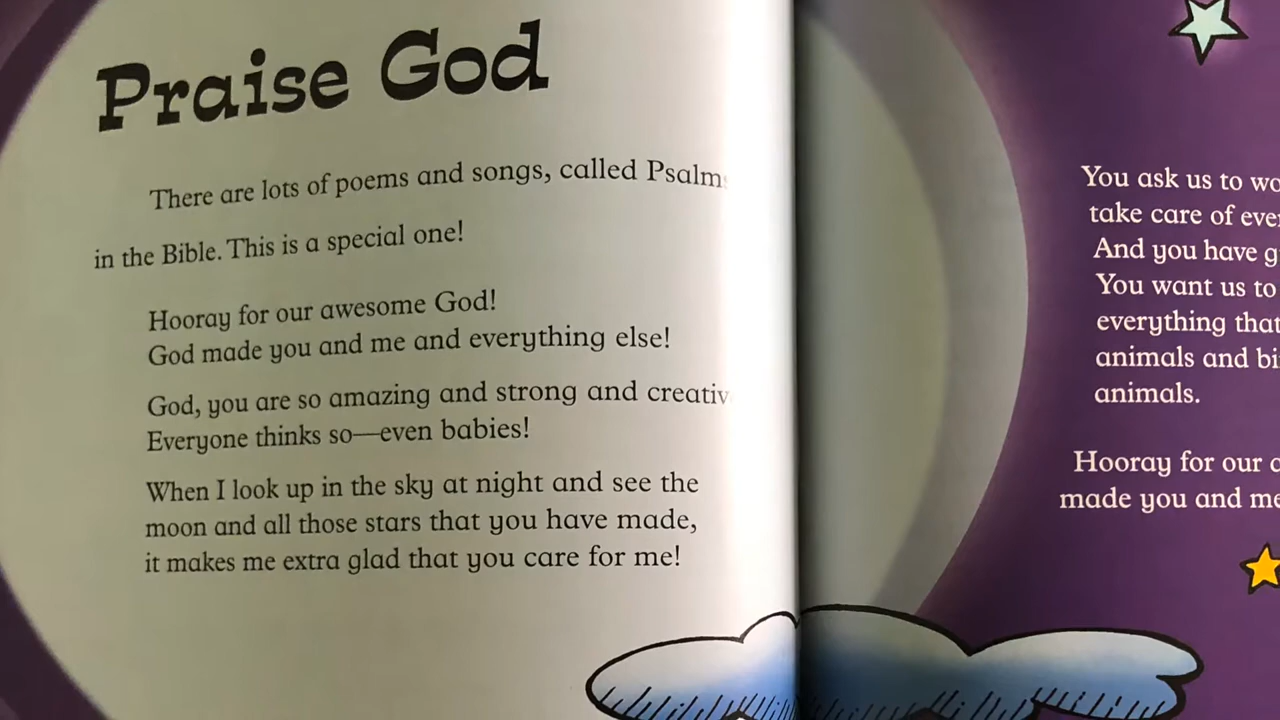 Praise God
There are lots of poems and songs, called Psalms
in the Bible. This is a special one!
Hooray for our awesome God!
God made you and me and everything else!
God, you are so amazing and strong and
Everyone thinks so—even babies!
When I look up in the sky at night and see the
moon and all those stars that you have made,
it makes me extra glad that you care for me!
You ask us to
take care of
And you have
You want us to
everything that
animals and
animals.
Hooray for our
made you and me